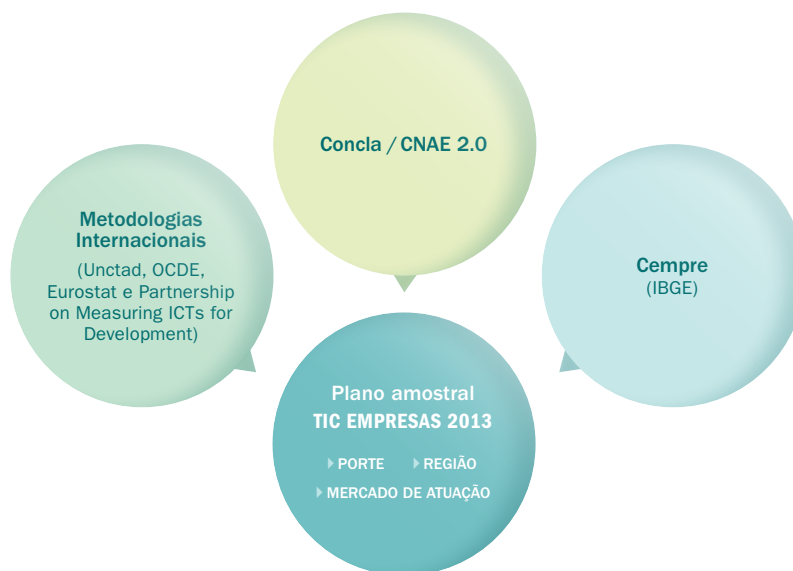 Concla / CNAE 2.0
Metodologias
Internacionais
(Unctad, OCDE,
Eurostat e Partnership
on Measuring ICTs for
Development)
Cempre
(IBGE)
Plano amostral
TIC EMPRESAS 2013
PORTE REGIÃO
MERCADO DE ATUAÇÃO